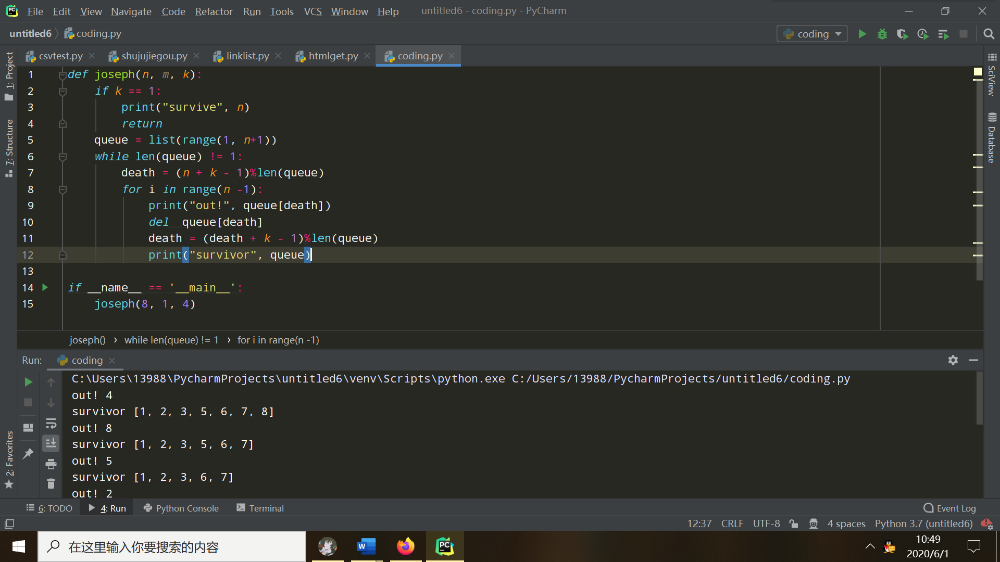 File Edit View Navigate Code Refactor Run Tools VCS Window Help untitled6 - coding.py - PyCharm
untitled6 coding.py coding
csvtest.py shujujiegou.py linklist.py htmlget.py coding.py
1 def joseph(n, m, k):
2 if k == 1:
3 print("survive", n)
4 return
5 queue = list(range(1, n+1))
6 while len(queue) != 1:
7 death = (n + k - 1)%len(queue)
8 for i in range(n -1):
9 print("out!", queue[death])
10 del queue[death]
11 death = (death + k - 1)%len(queue)
12 print("survivor", queue)
13
14 if __name__ == '__main__':
15 joseph(8, 1, 4)
joseph() › while len(queue) != 1 › for i in range(n -1)
1: Project
7: Structure
2: Favorites
SciView
Database
Run: coding
C:\Users\13988\PycharmProjects\untitled6\venv\Scripts\python.exe C:/Users/13988/PycharmProjects/untitled6/coding.py
out! 4
survivor [1, 2, 3, 5, 6, 7, 8]
out! 8
survivor [1, 2, 3, 5, 6, 7]
out! 5
survivor [1, 2, 3, 6, 7]
out! 2
6: TODO 4: Run Python Console Terminal Event Log
12:37 CRLF UTF-8 4 spaces Python 3.7 (untitled6)
在这里输入你要搜索的内容
10:49
2020/6/1